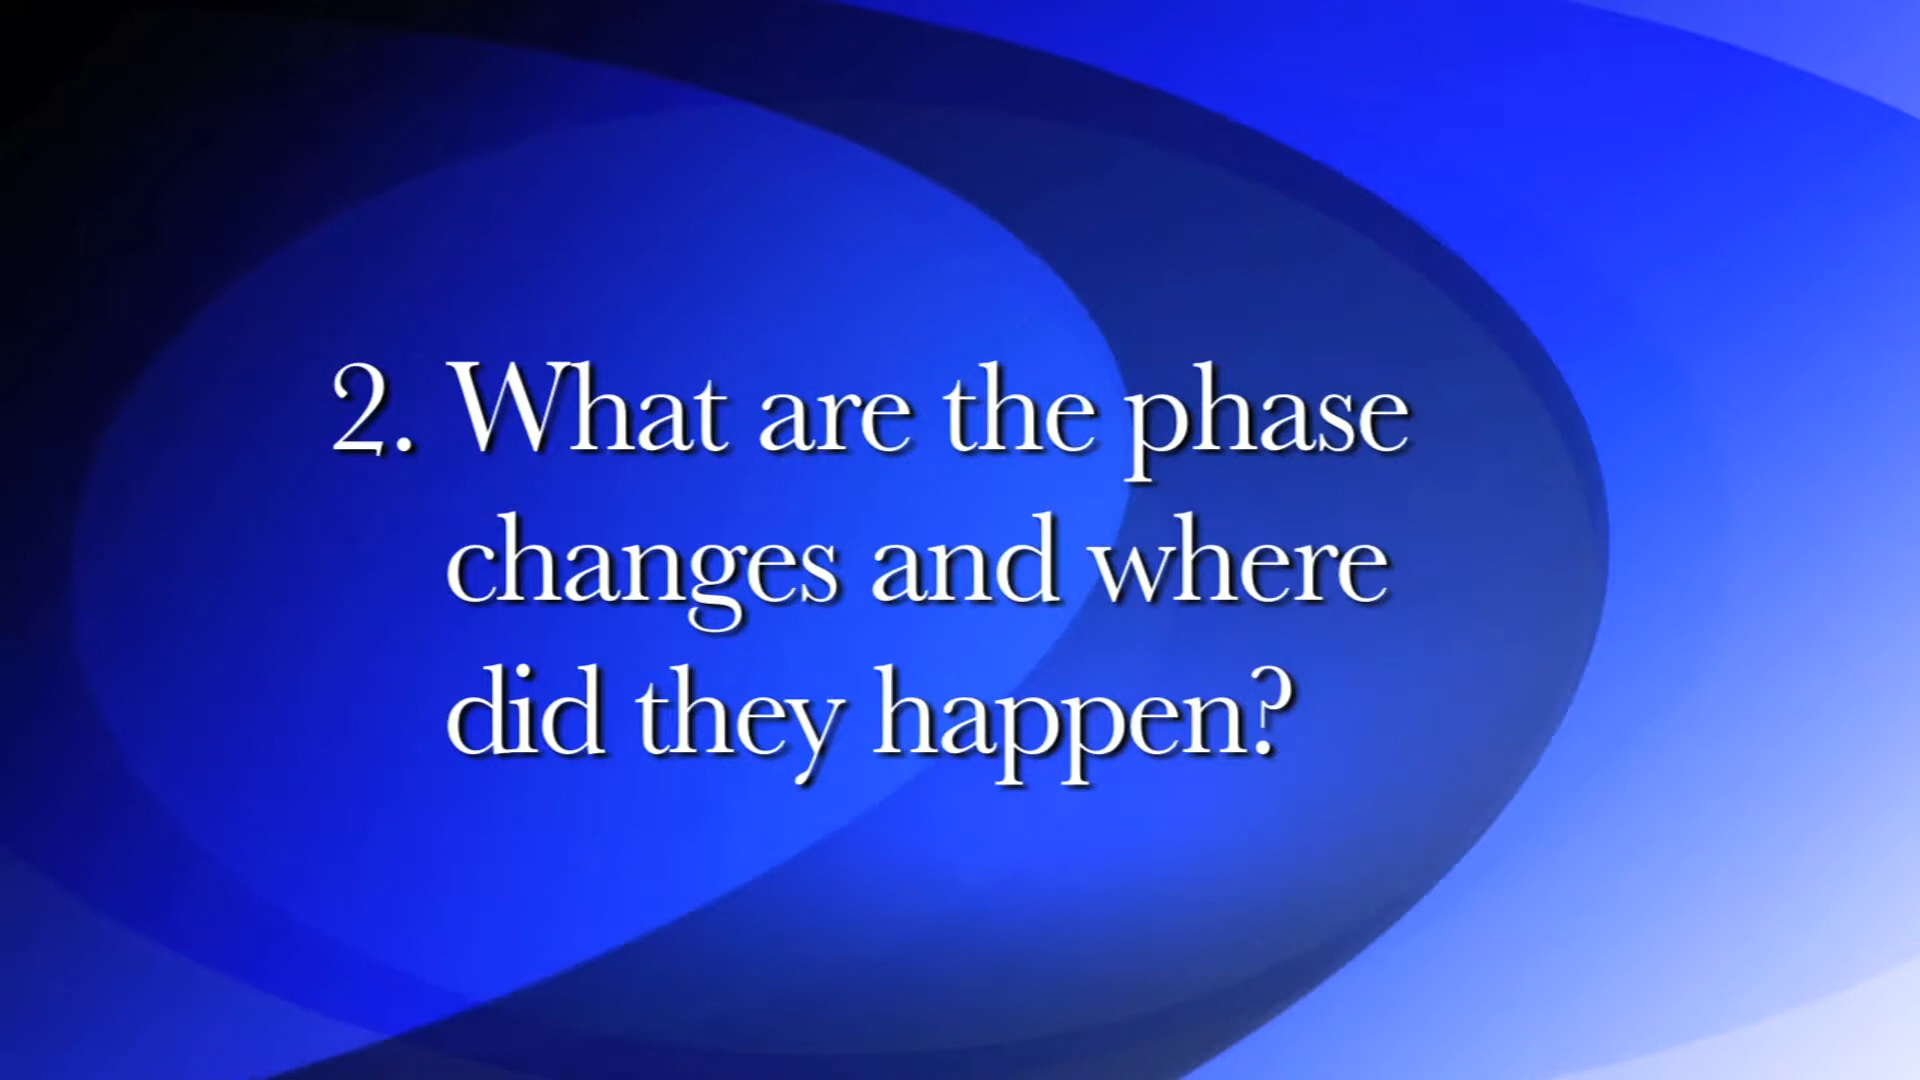 2. What are the phase
changes and where
did they happen?